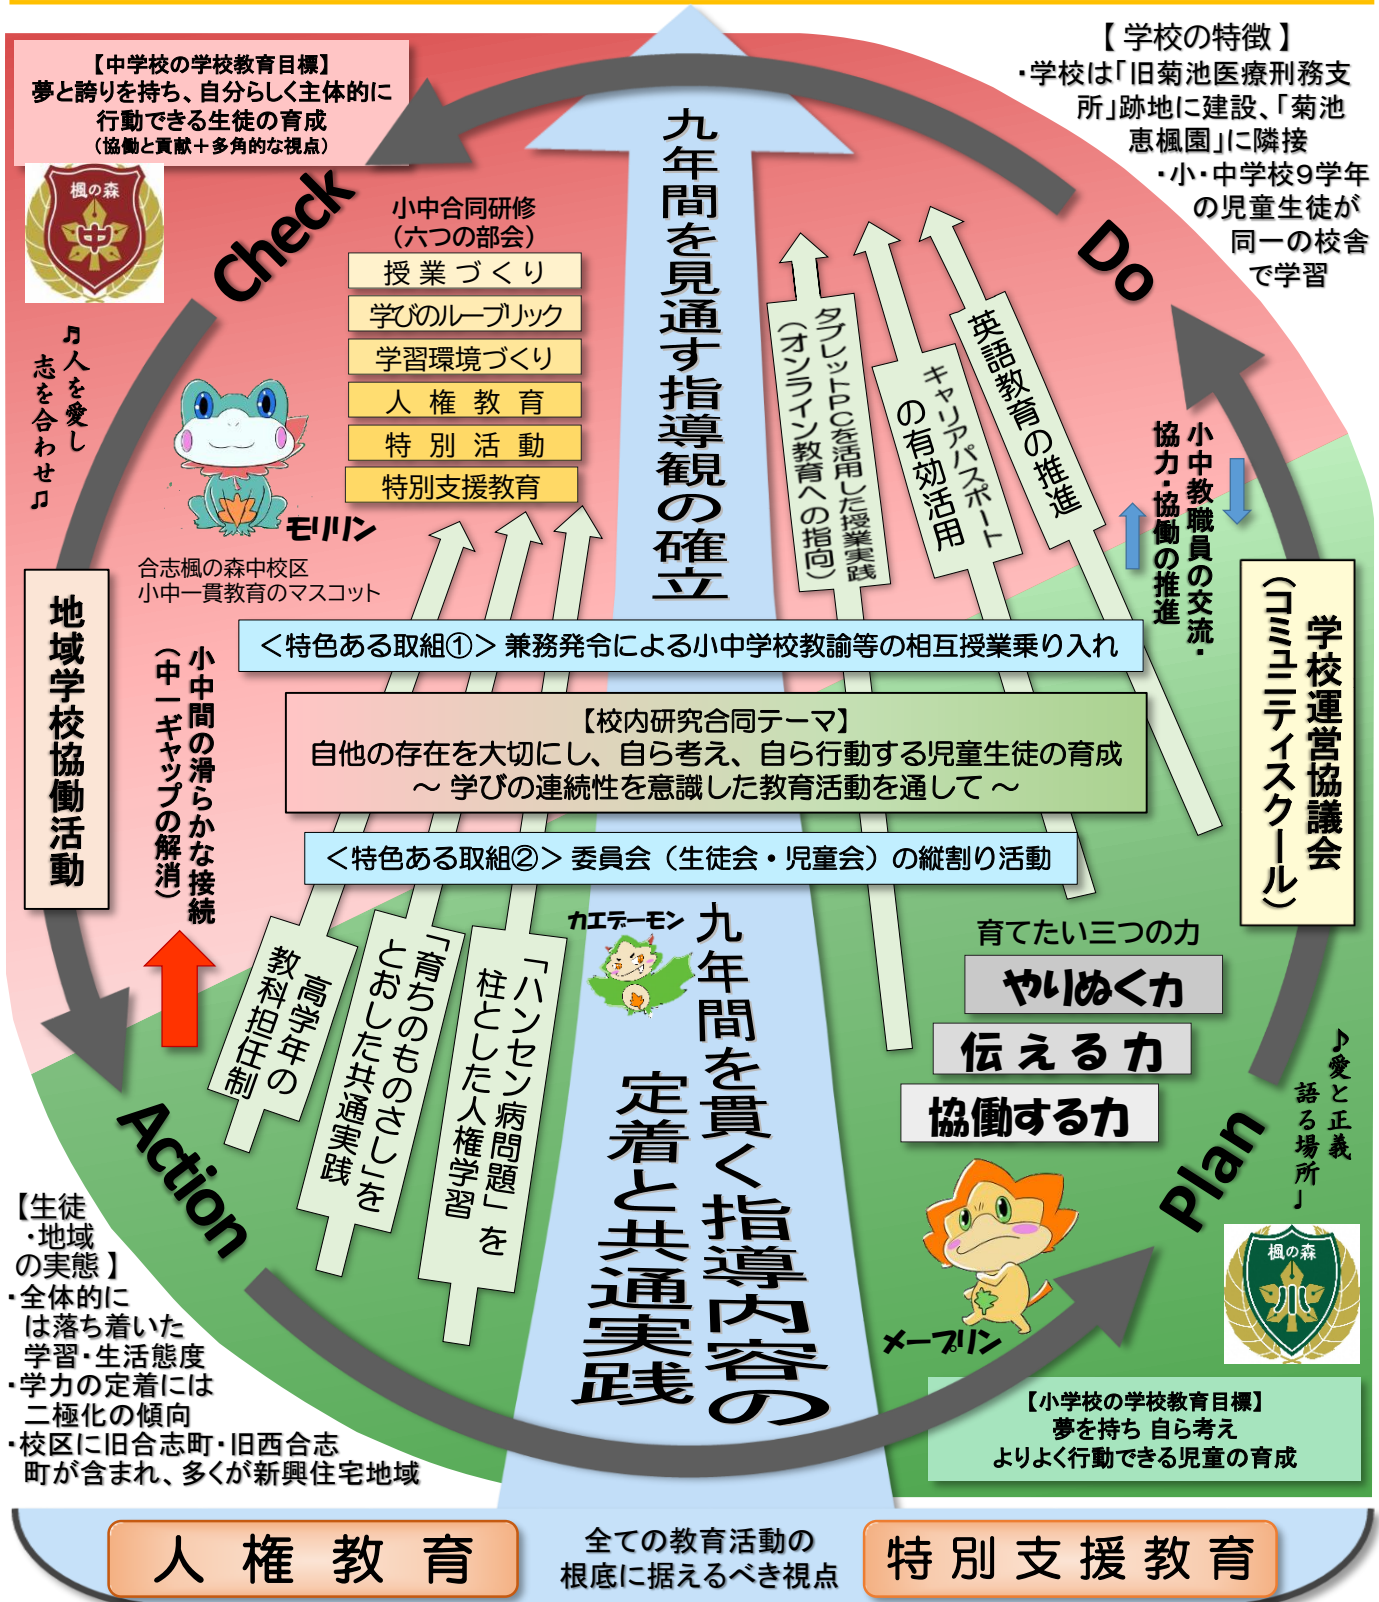 【中学校の学校教育目標】
夢と誇りを持ち、自分らしく主体的に
行動できる生徒の育成
（協働と貢献＋多角的な視点）
【 学校の特徴 】
・学校は「旧菊池医療刑務支
所」跡地に建設、「菊池
恵楓園」に隣接
・小・中学校９学年
の児童生徒が
同一の校舎
で学習
楓の森
中
Check
Do
九年間を見通す指導観の確立
小中合同研修
（六つの部会）
授業づくり
学びのルーブリック
学習環境づくり
人権教育
特別活動
特別支援教育
タブレットＰＣを活用した授業実践
（オンライン教育への指向）
キャリアパスポート
の有効活用
英語教育の推進
♬人を愛し
志を合わせ♫
モリリン
合志楓の森中校区
小中一貫教育のマスコット
小中教職員の交流・
協力・協働の推進
地域学校協働活動
小中間の滑らかな接続
（中一ギャップの解消）
学校運営協議会
（コミュニティスクール）
＜特色ある取組①＞ 兼務発令による小中学校教諭等の相互授業乗り入れ
【校内研究合同テーマ】
自他の存在を大切にし、自ら考え、自ら行動する児童生徒の育成
～ 学びの連続性を意識した教育活動を通して ～
＜特色ある取組②＞ 委員会（生徒会・児童会）の縦割り活動
高学年の
教科担任制
「育ちのものさし」を
とおした共通実践
「ハンセン病問題」を
柱とした人権学習
カエデーモン
九年間を貫く指導内容の
定着と共通実践
育てたい三つの力
やりぬく力
伝える力
協働する力
♪愛と正義
語る場所」
Action
Plan
メープリン
楓の森
小
【生徒
・地域
の実態 】
・全体的に
は落ち着いた
学習・生活態度
・学力の定着には
二極化の傾向
・校区に旧合志町・旧西合志
町が含まれ、多くが新興住宅地域
【小学校の学校教育目標】
夢を持ち 自ら考え
よりよく行動できる児童の育成
人権教育
全ての教育活動の
根底に据えるべき視点
特別支援教育